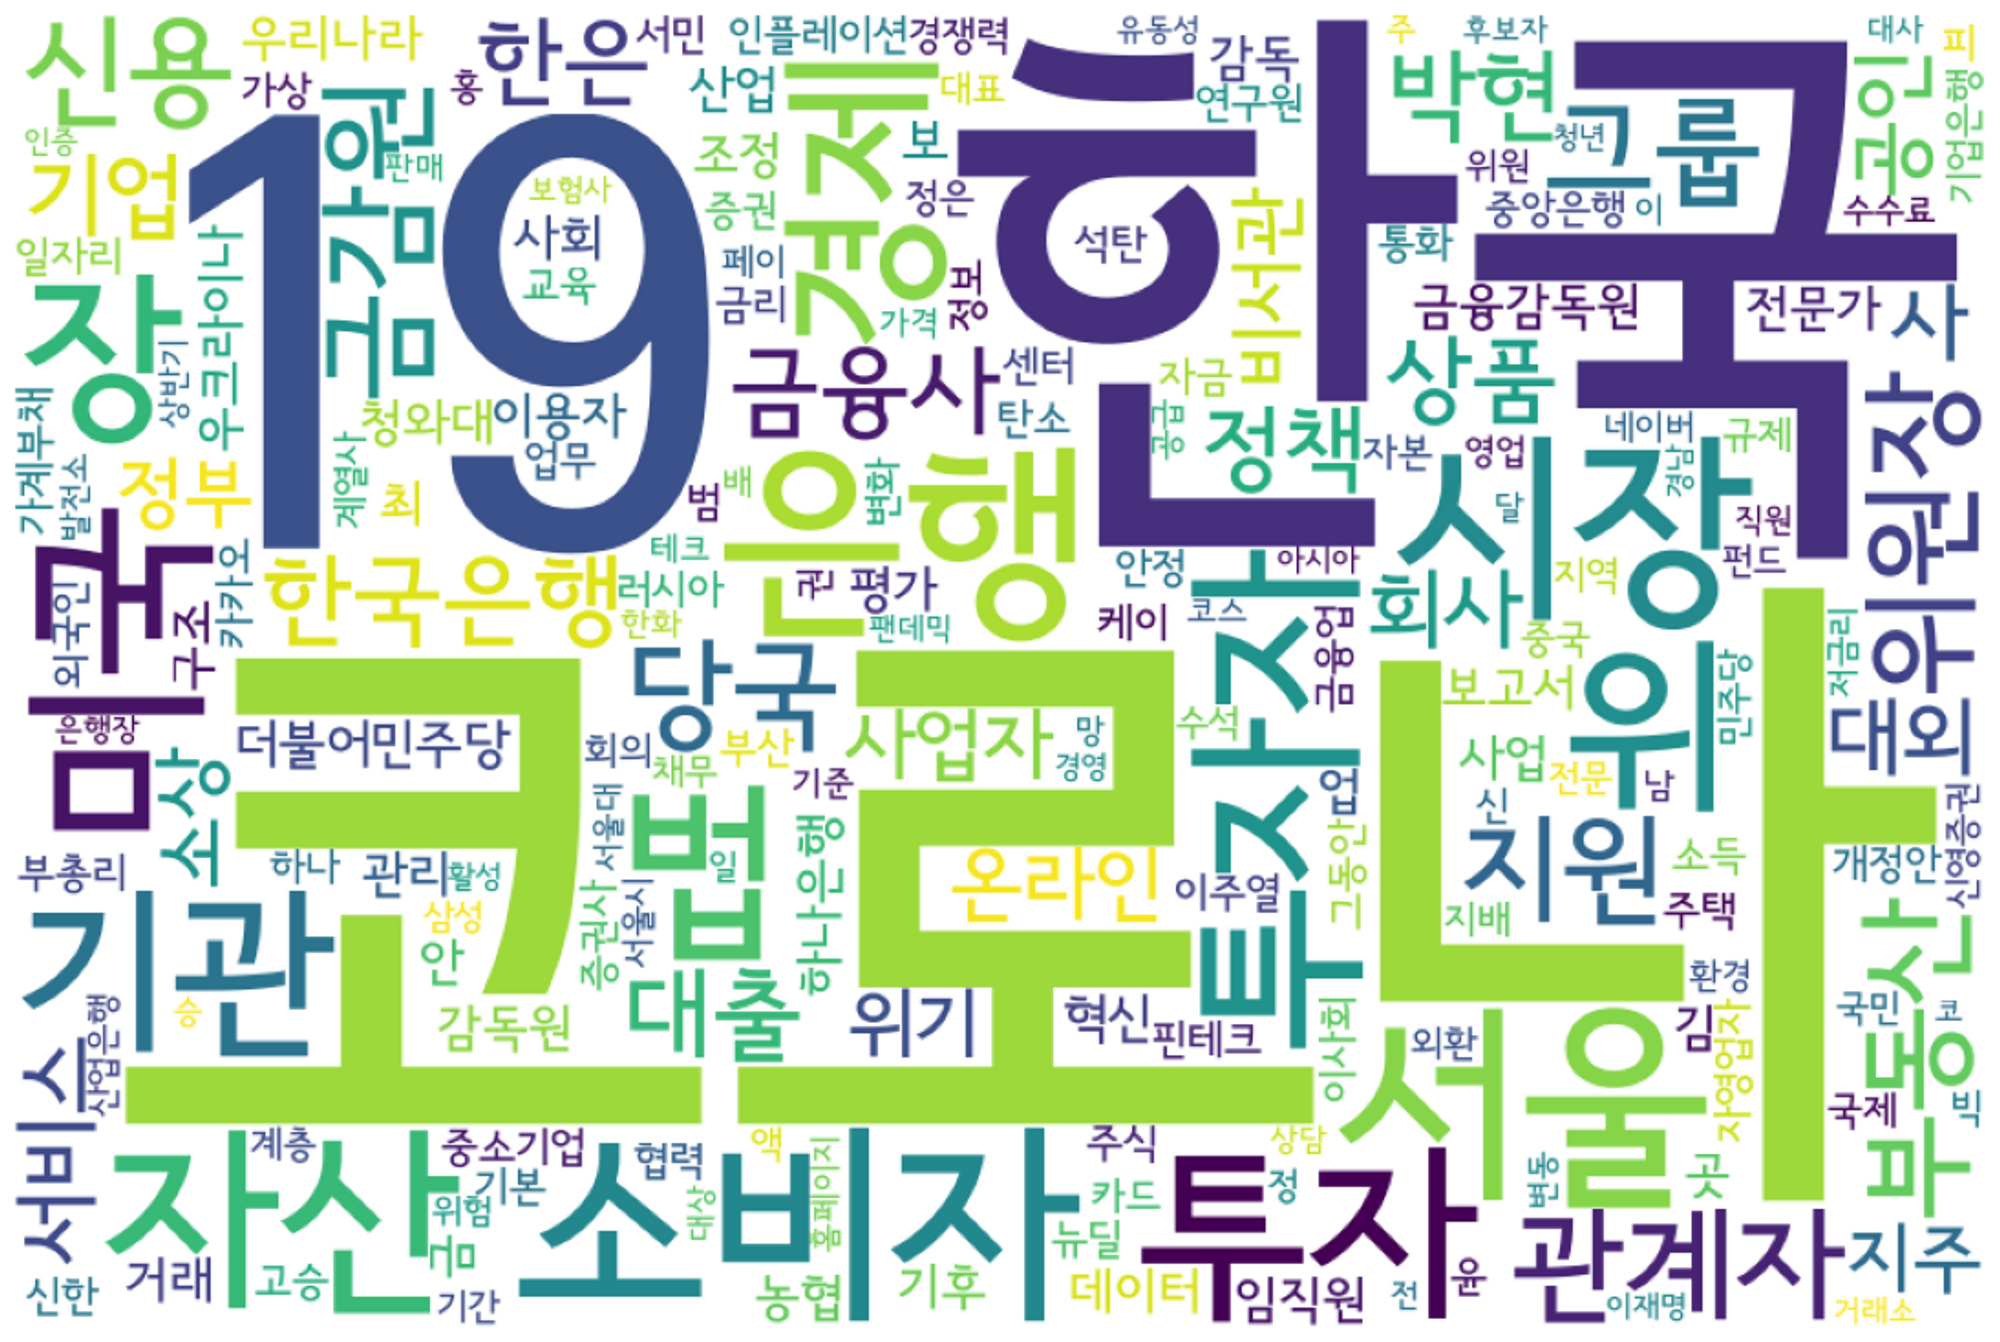 신용
우리나라
한은
서민
인플레이션
경쟁력
유동성
감독
주
후보자
대사
피
가상
홍
산업
경제
대표
연구원
박현
그룹
청년
공인
기업은행
인증
기업
19
금감원
판매
보험사
사회
교육
조정
보
증권
정은
한국
석탄
비서관
위원
중앙은행
이
수수료
통화
일자리
우크라이나
페이
금리
정보
가격
금융감독원
전문가
사
장
상반기
금융사
센터
자금
상품
탄소
공급
정책
자본
영업
네이버
규제
위원장
가계부채
발전소
계열사
청와대
이용자
업무
정부
최
범
배
변화
은행
시장
달
경남
직원
펀드
미국
외국인
구조
카카오
한국은행
테크
러시아
한화
권
평가
팬데믹
안정
아시아
케이
코스
금융업
회사
지역
중국
저금리
은행장
더불어민주당
당국
회의
채무
부산
기준
사업자
망
경영
수석
투자자
업
보고서
사업
위
전문
남
민주당
대외
소상
코로나
부총리
하나
관리
활성
서울대
법
일
하나은행
온라인
이주열
그동안
신
지원
소득
지배
주택
개정안
신영증권
기관
삼성
안
승
감독원
증권사
서울시
대출
위기
혁신
핀테크
이사회
외환
환경
김
자영업자
국민
코
부동산
서비스
산업은행
서울
국제
빅
자산
계층
중소기업
기본
위험
금
협력
소비자
대상
액
홈페이지
주식
카드
뉴딜
투자
상담
정
변동
곳
관계자
지주
신한
거래
고승
기간
농협
기후
데이터
임직원
전
윤
이재명
거래소